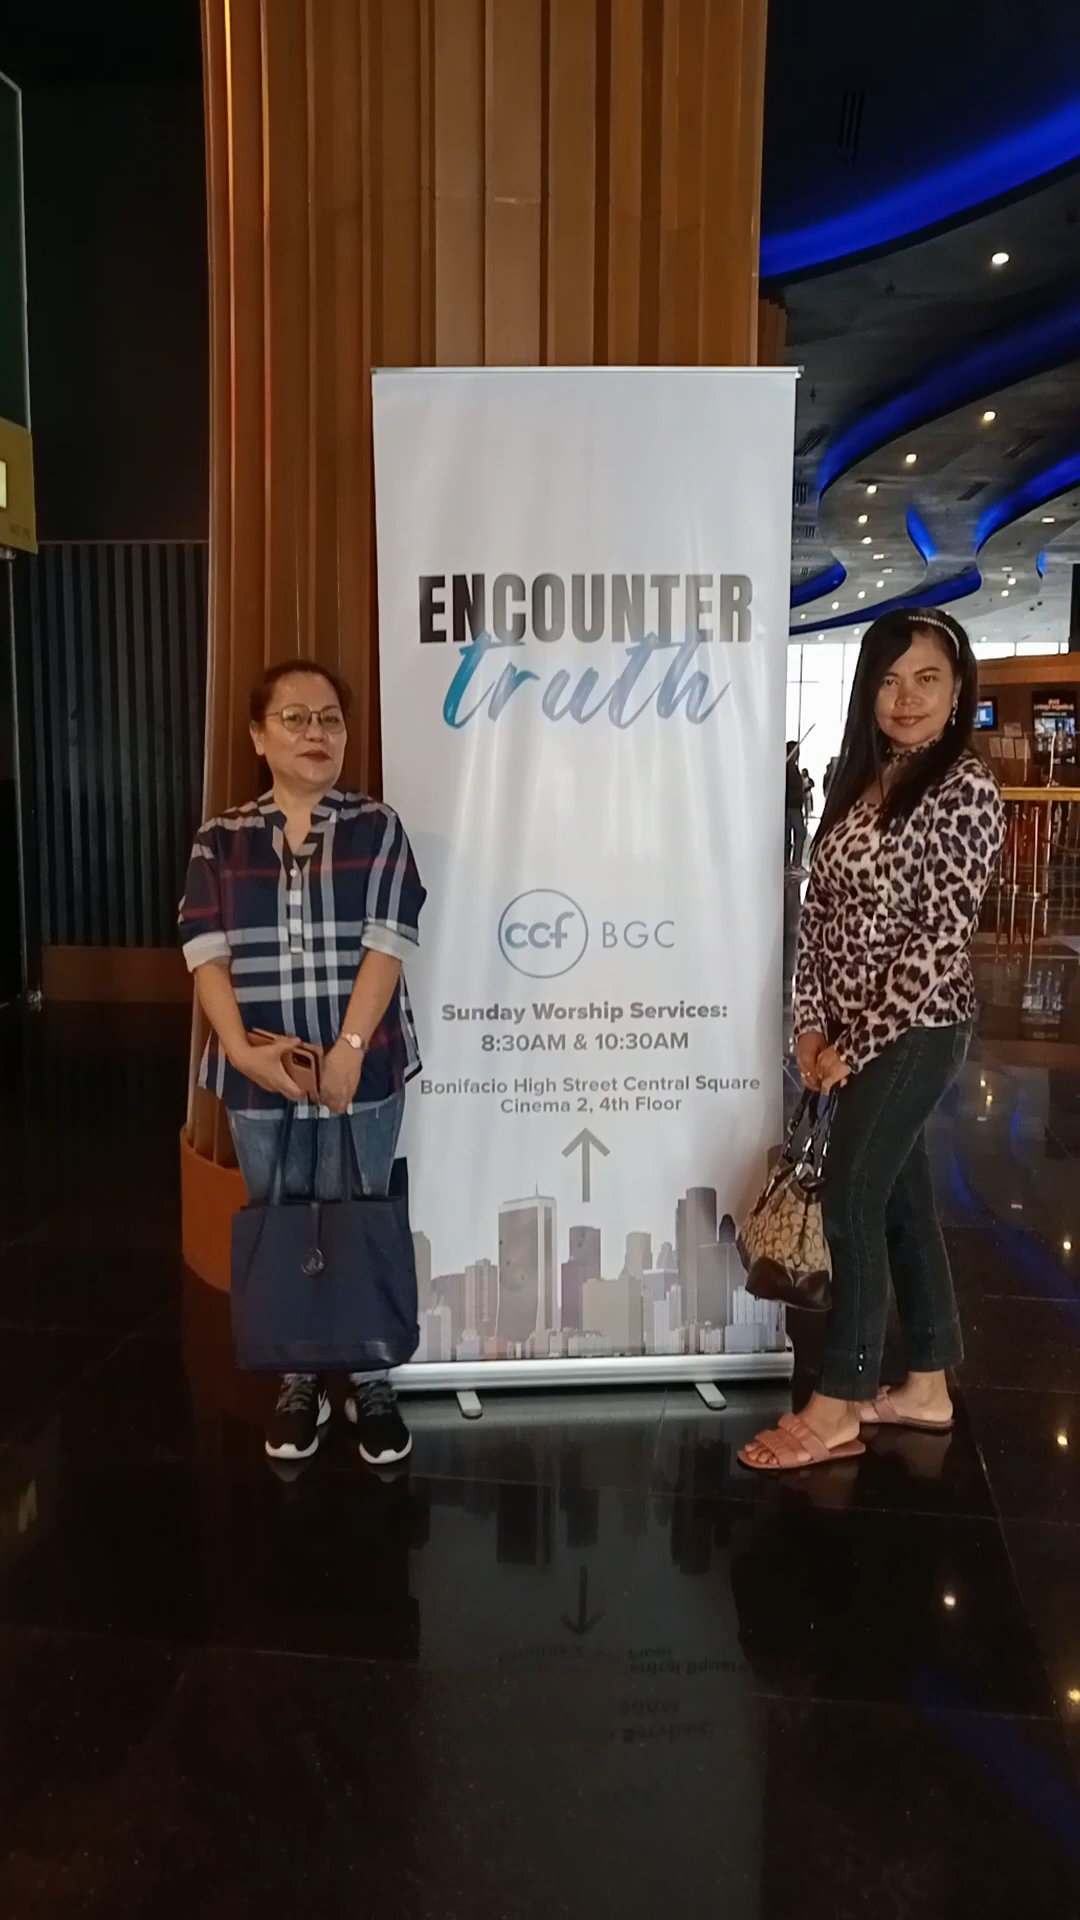 ENCOUNTER
truth
ccf BGC
Sunday Worship Services:
8:30AM & 10:30AM
Bonifacio High Street Central Square
Cinema 2, 4th Floor